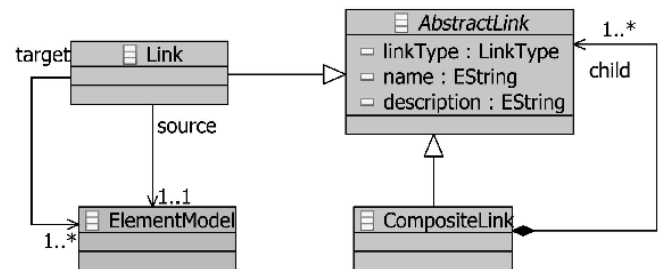 AbstractLink
linkType : LinkType
name : EString
description : EString
1..*
child
target
Link
source
1..1
ElementModel
1..*
CompositeLink